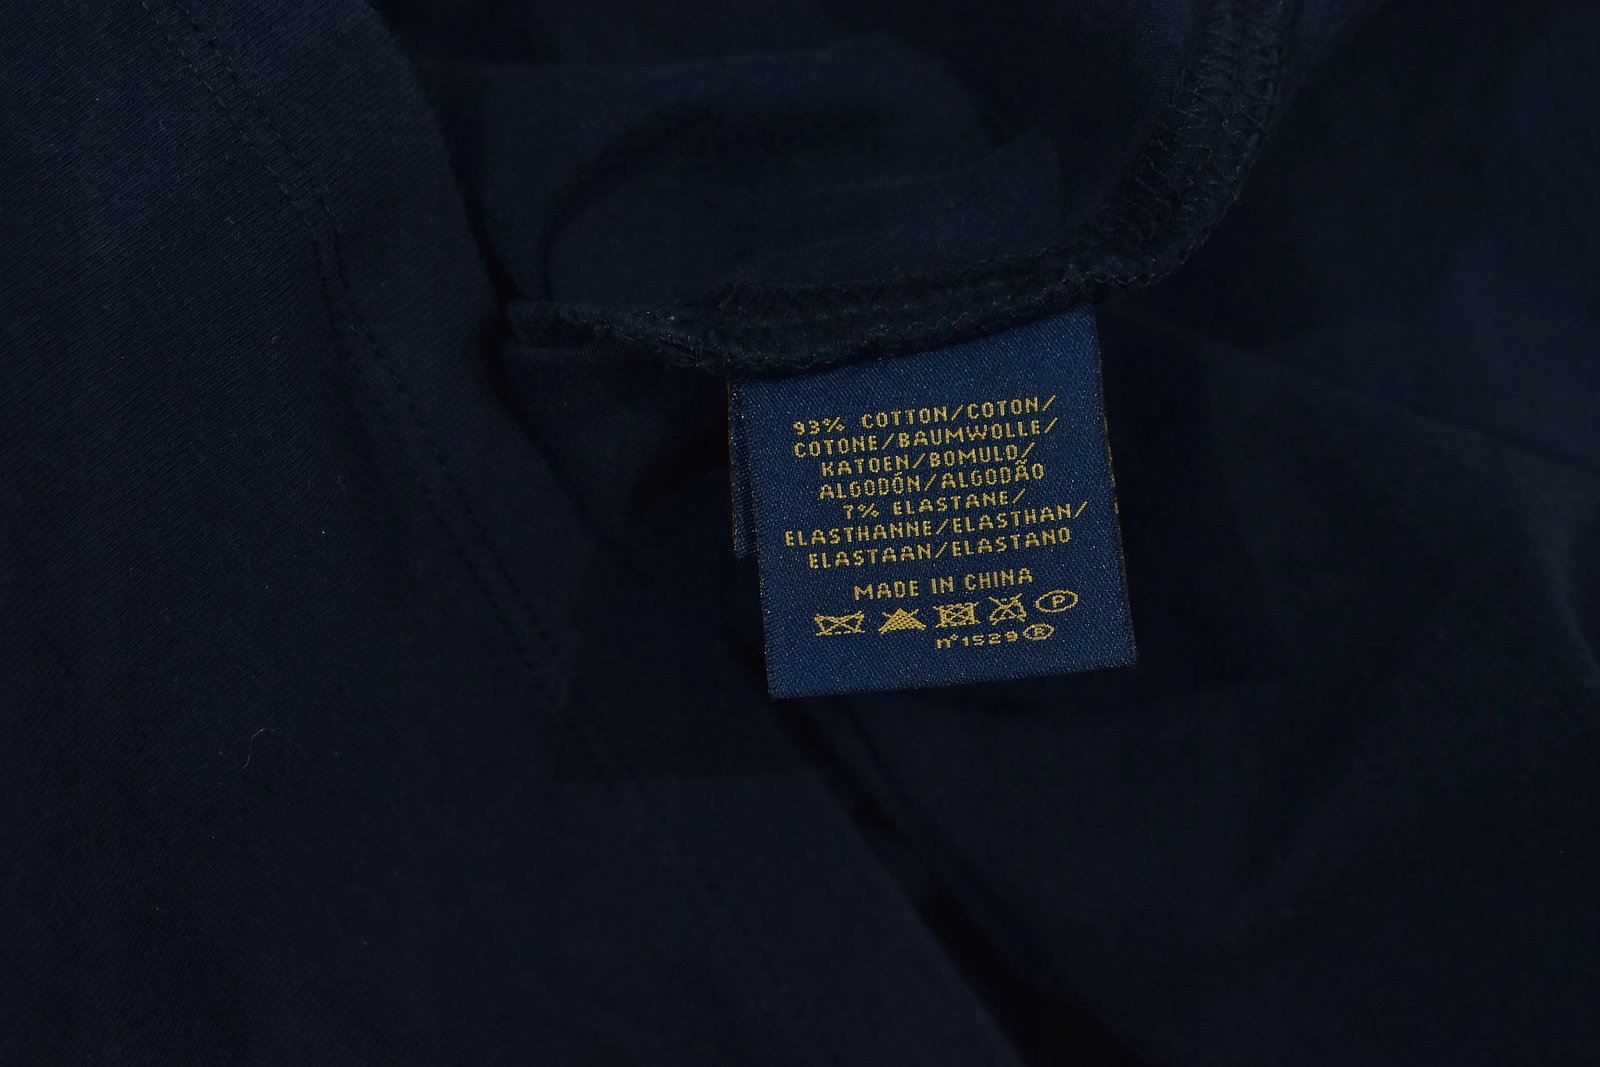 93% COTTON/COTON/
COTONE/BAUMWOLLE/
KATOEN/BOMULD/
ALGODÓN/ALGODÃO
7% ELASTANE/
ELASTHANNE/ELASTHAN/
ELASTAAN/ELASTANO
MADE IN CHINA
P
n°1529 R